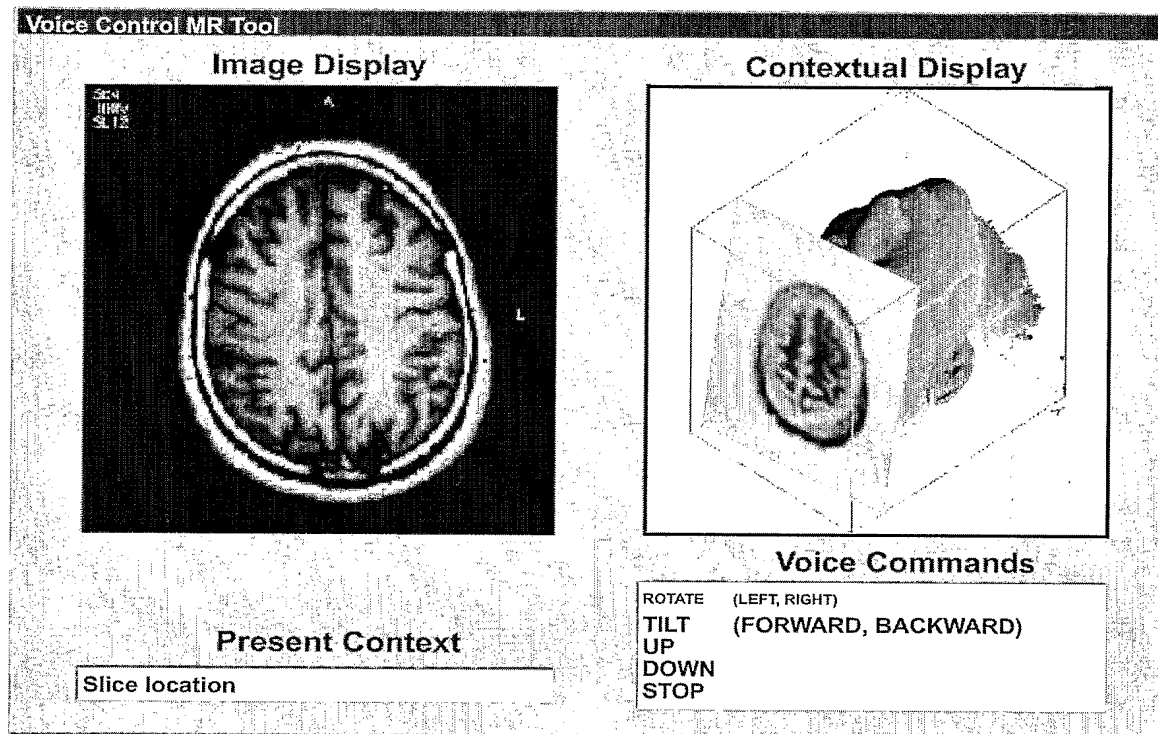 Voice Control MR Tool
Image Display
A
L
Contextual Display
Present Context
Slice location
Voice Commands
ROTATE (LEFT, RIGHT)
TILT (FORWARD, BACKWARD)
UP
DOWN
STOP